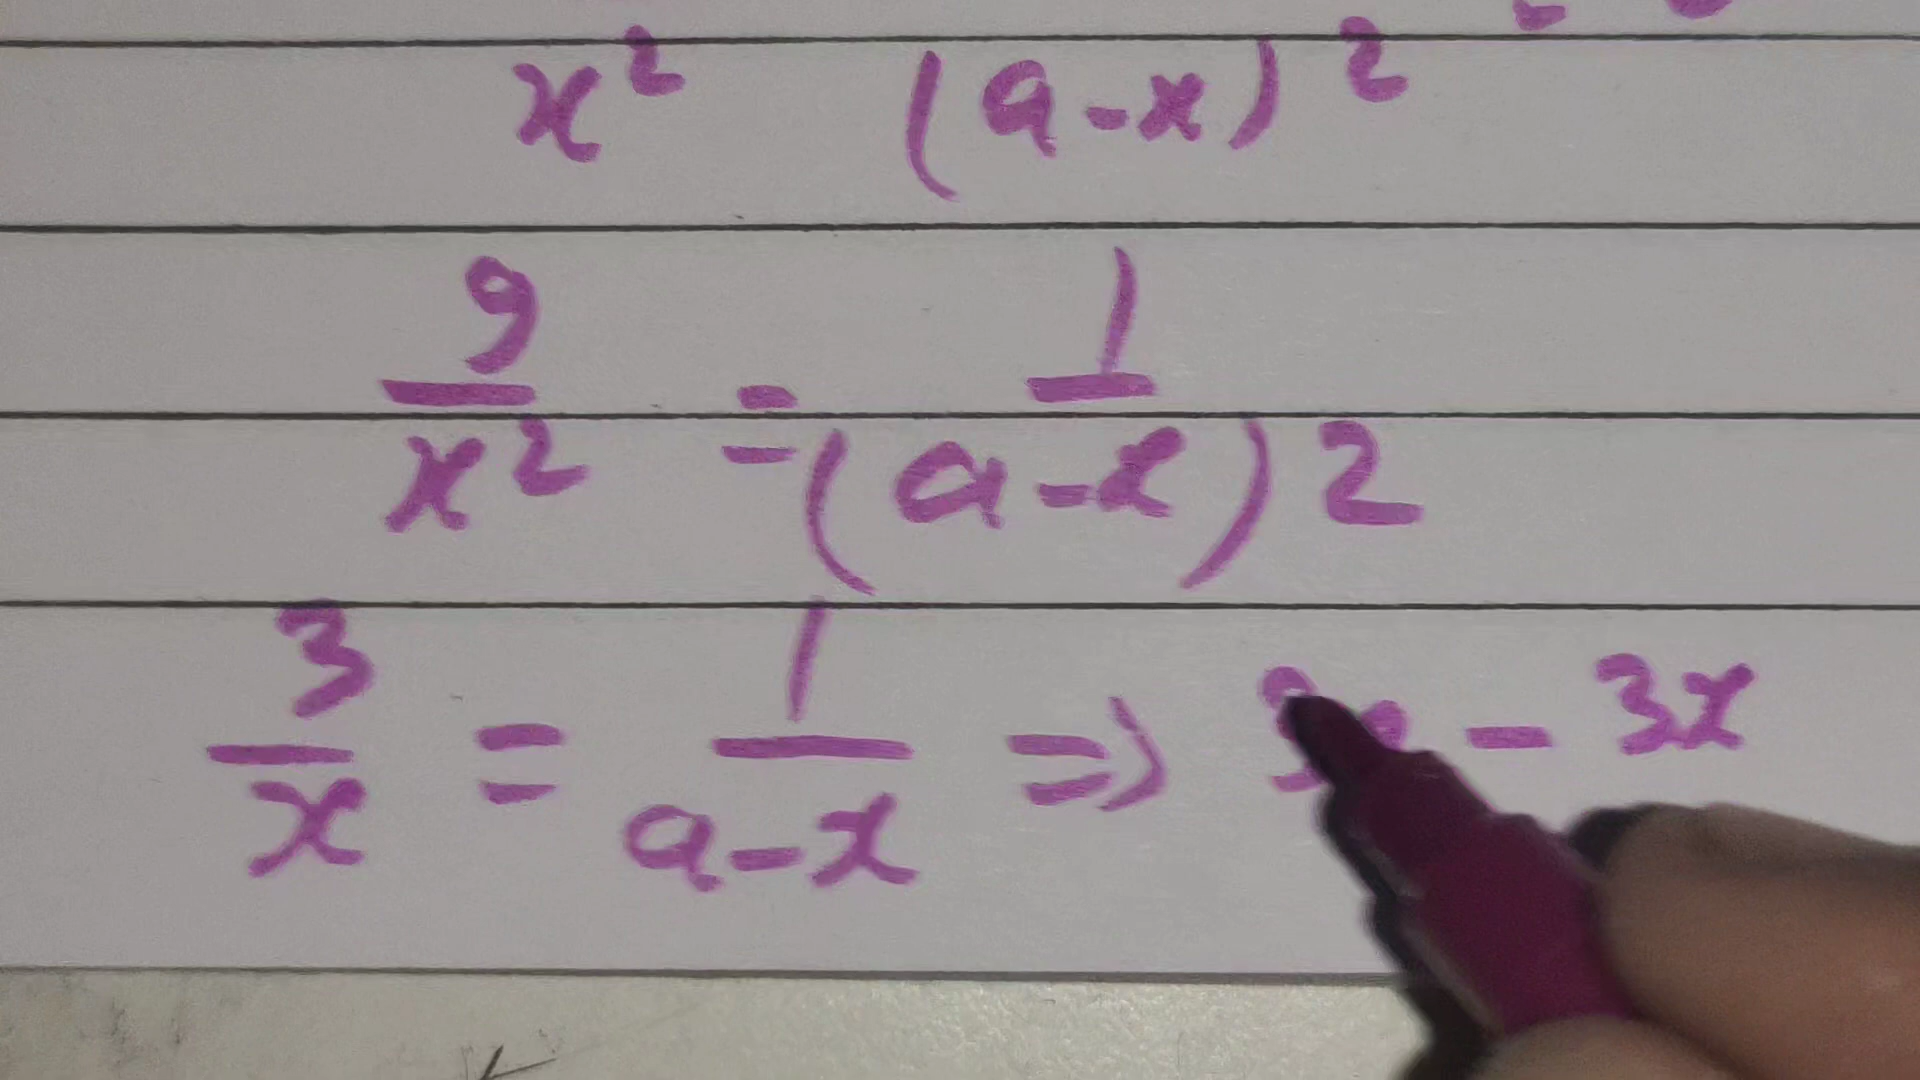 x² (a-x)²
9/x² = 1/(a-x)2
3/x = 1/a-x ⇒ - 3x